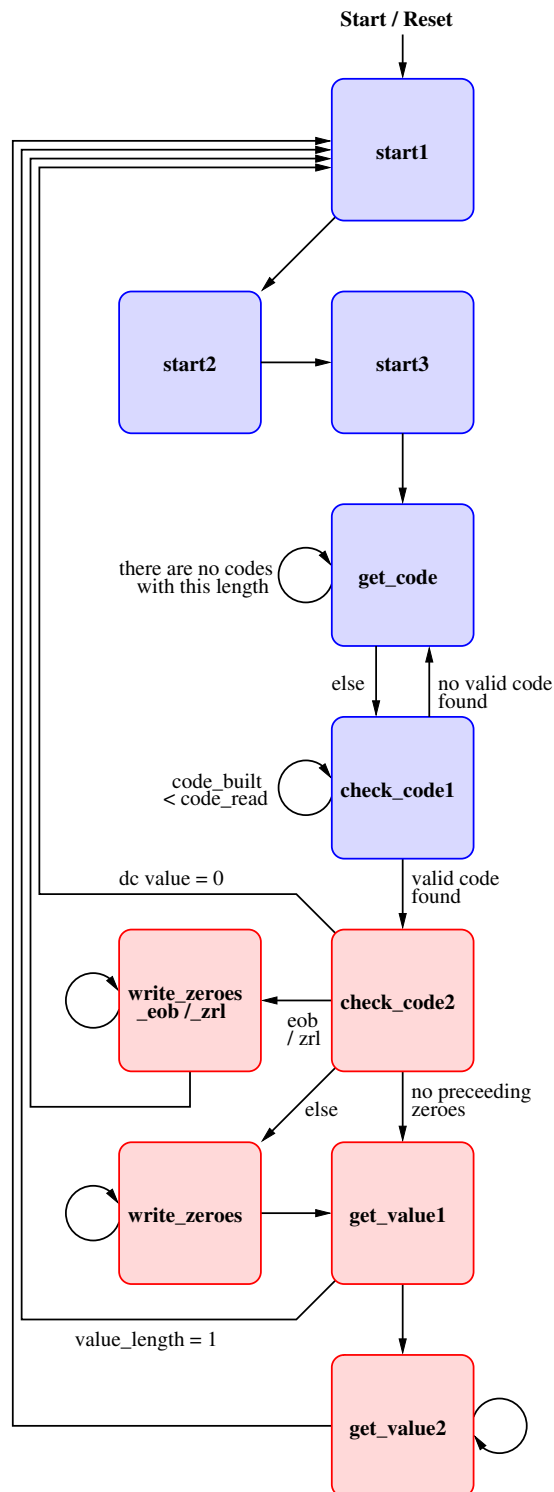 Start / Reset
start1
start2
start3
there are no codes
with this length
get_code
else
no valid code
found
code_built
< code_read
check_code1
dc value = 0
valid code
found
write_zeroes
_eob /_zrl
check_code2
eob
/ zrl
else
no preceeding
zeroes
write_zeroes
get_value1
value_length = 1
get_value2